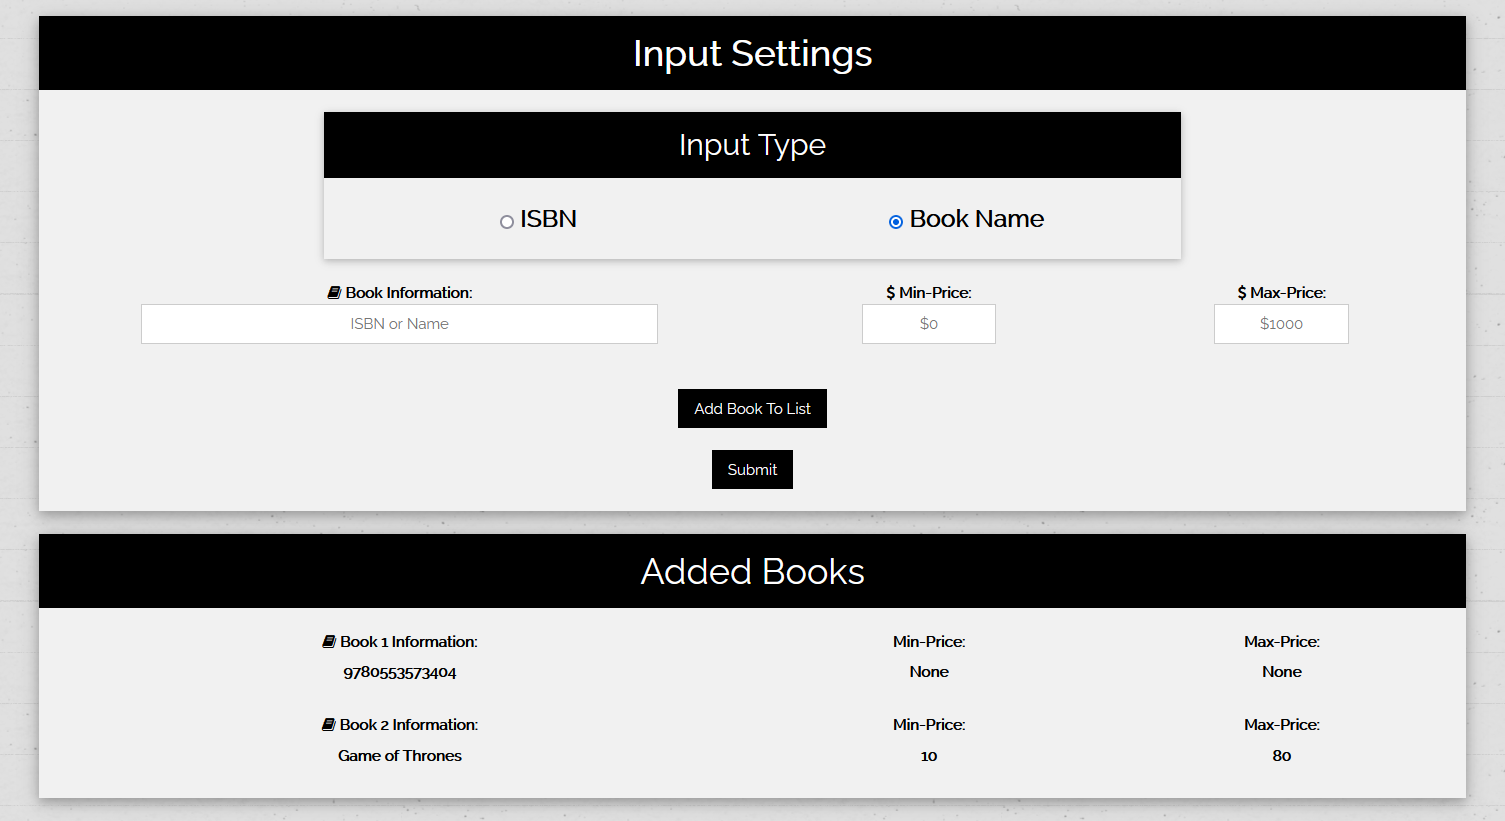 Input Settings
Input Type
ISBN Book Name
Book Information: $ Min-Price: $ Max-Price:
ISBN or Name $0 $1000
Add Book To List
Submit
Added Books
Book 1 Information: Min-Price: Max-Price:
9780553573404 None None
Book 2 Information: Min-Price: Max-Price:
Game of Thrones 10 80